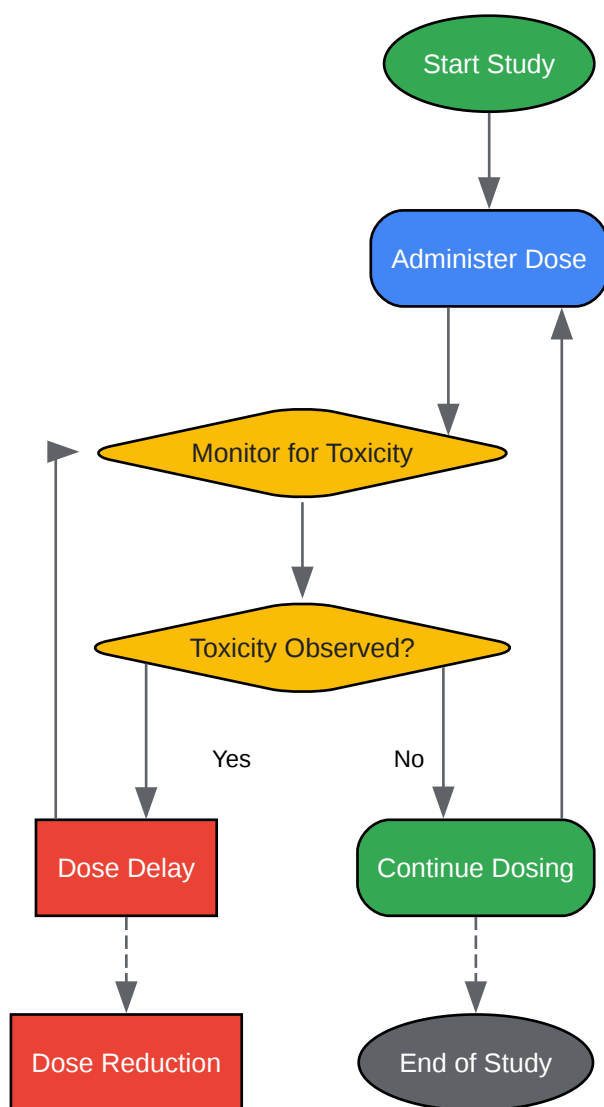 Start Study
Administer Dose
Monitor for Toxicity
Toxicity Observed?
Yes
No
Dose Delay
Continue Dosing
Dose Reduction
End of Study